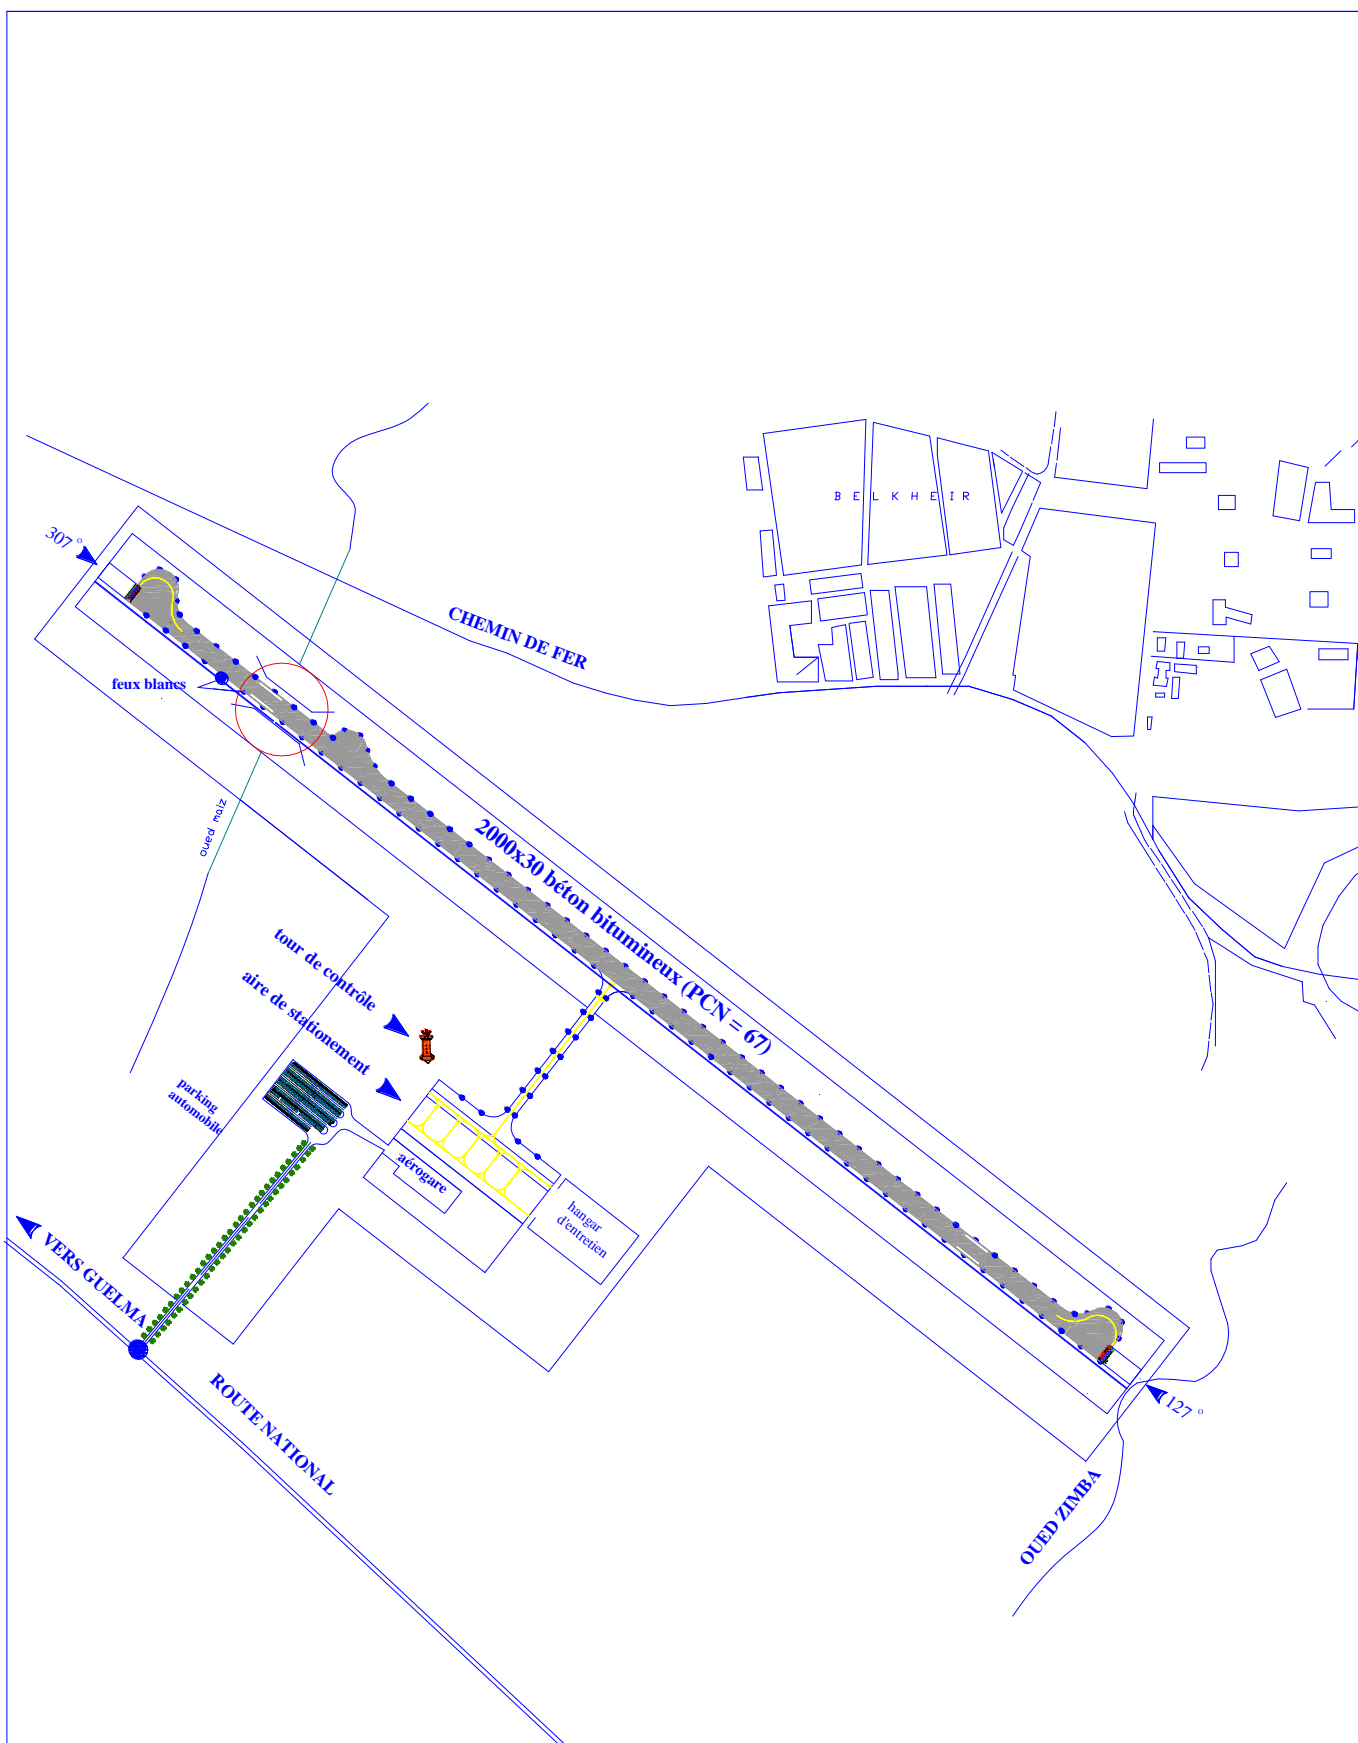 B E L K H E I R
307 °
CHEMIN DE FER
feux blancs
oued maiz
2000x30 béton bitumineux (PCN = 67)
tour de contrôle
aire de stationement
parking
automobile
aérogare
hangar
d'entretien
VERS GUELMA
ROUTE NATIONAL
127 °
OUED ZIMBA